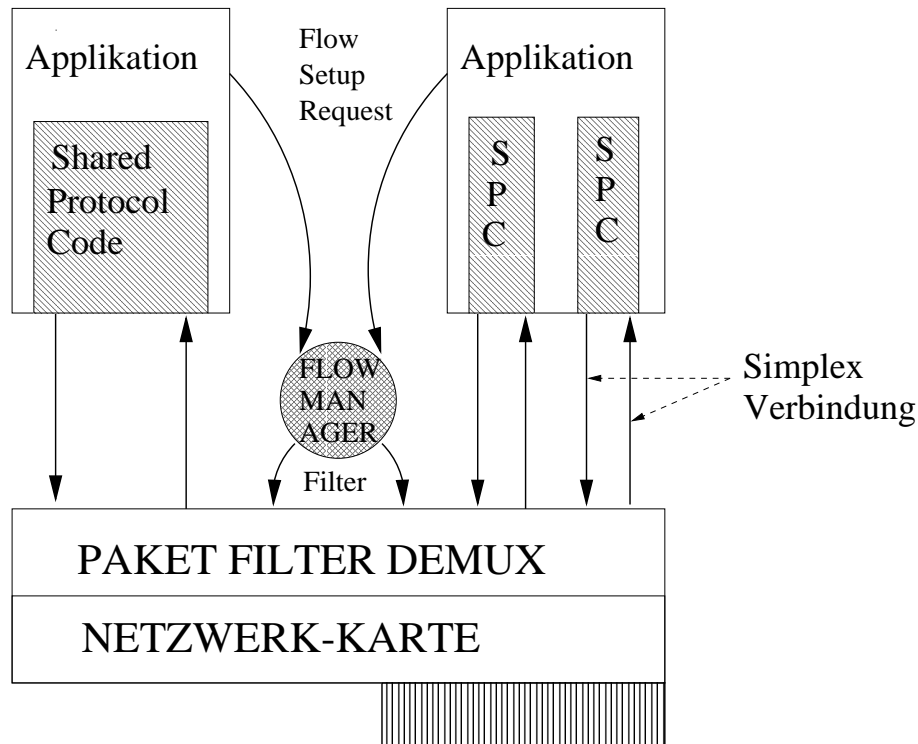 Applikation
Shared
Protocol
Code
Flow
Setup
Request
Applikation
S
P
C
S
P
C
FLOW
MAN
AGER
Filter
Simplex
Verbindung
PAKET FILTER DEMUX
NETZWERK-KARTE